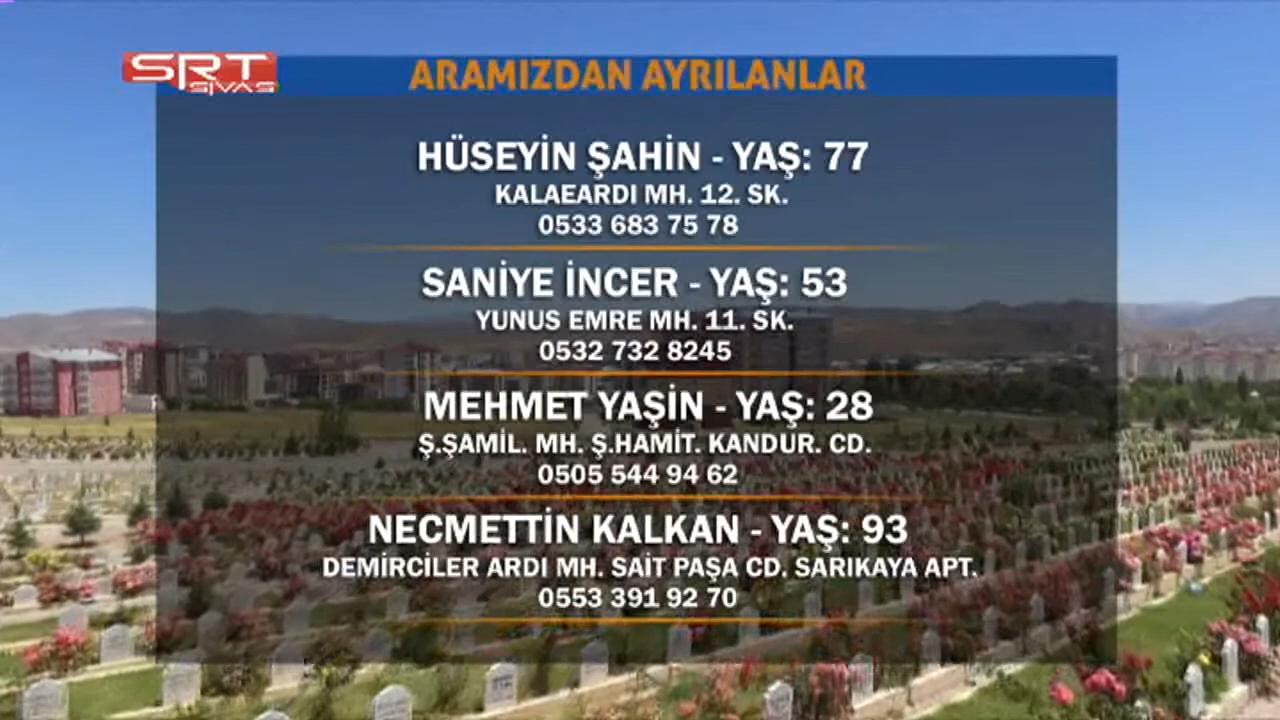 SRT
SİVAS
ARAMIZDAN AYRILANLAR
HÜSEYİN ŞAHİN - YAŞ: 77
KALAEARDI MH. 12. SK.
0533 683 75 78
SANİYE İNCER - YAŞ: 53
YUNUS EMRE MH. 11. SK.
0532 732 8245
MEHMET YAŞİN - YAŞ: 28
Ş.ŞAMİL. MH. Ş.HAMİT. KANDUR. CD.
0505 544 94 62
NECMETTİN KALKAN - YAŞ: 93
DEMİRCİLER ARDI MH. SAİT PAŞA CD. SARIKAYA APT.
0553 391 92 70